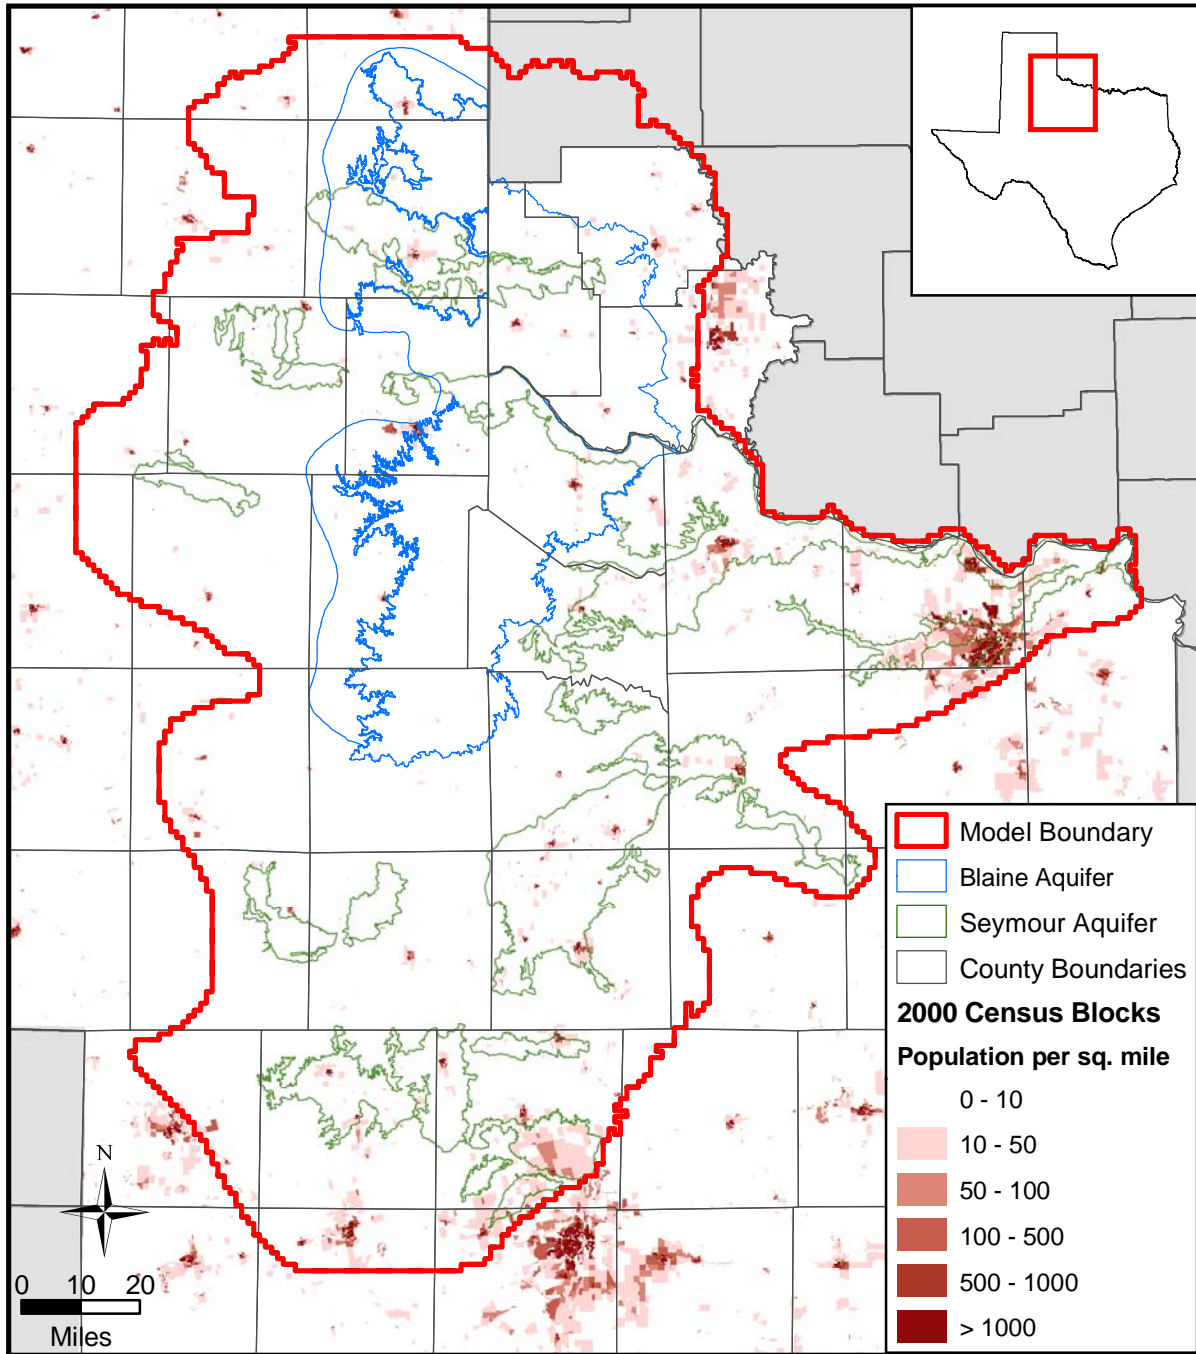 Model Boundary
Blaine Aquifer
Seymour Aquifer
County Boundaries
2000 Census Blocks
Population per sq. mile
0 - 10
10 - 50
50 - 100
100 - 500
500 - 1000
> 1000
N
0 10 20
Miles